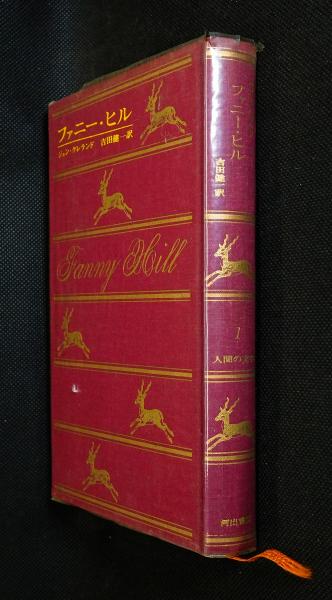 ファニー・ヒル
ジョン・クレランド 吉田健一訳
Fanny Hill
ファニー・ヒル
吉田健一訳
1
人間の文学
河出書房